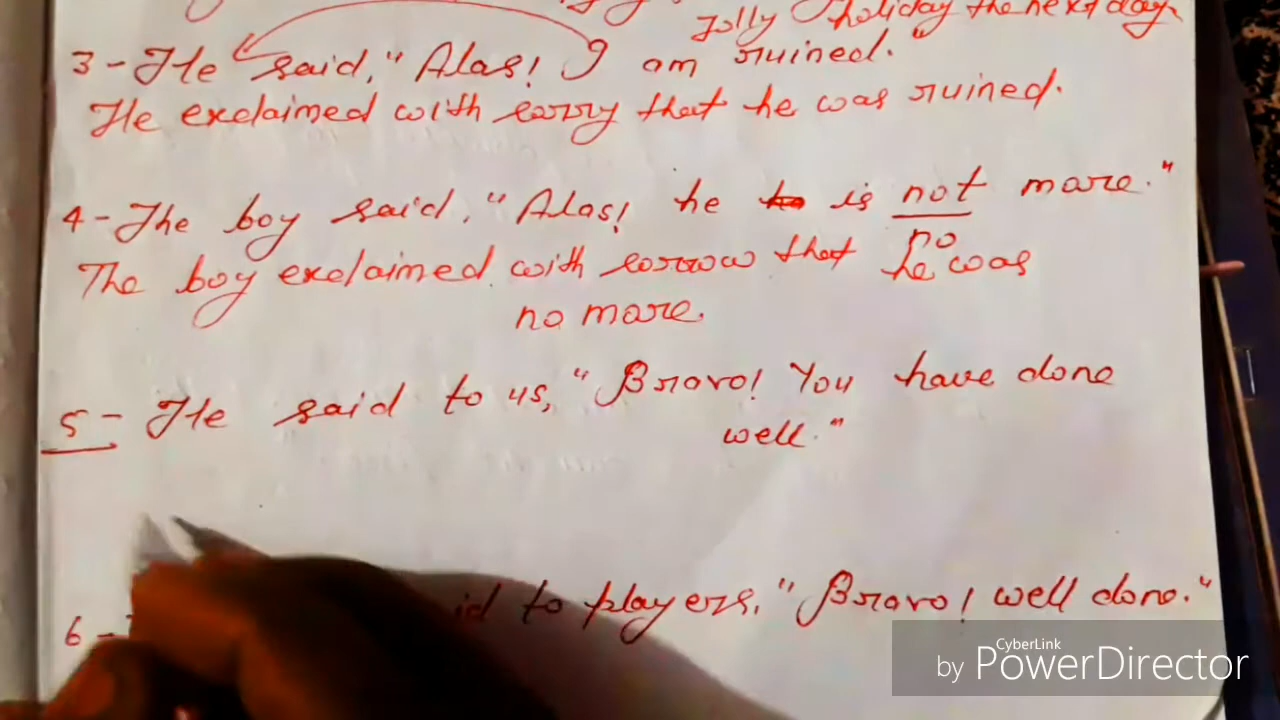 Jolly holiday the next day.
3 - He said, "Alas! I am ruined."
He exclaimed with sorry that he was ruined.
4 - The boy said, "Alas! he is not more."
no
The boy exclaimed with sorrow that he was
no more.
5 - He said to us, "Bravo! You have done
well."
6 - to players, "Bravo! well done."
CyberLink
by PowerDirector